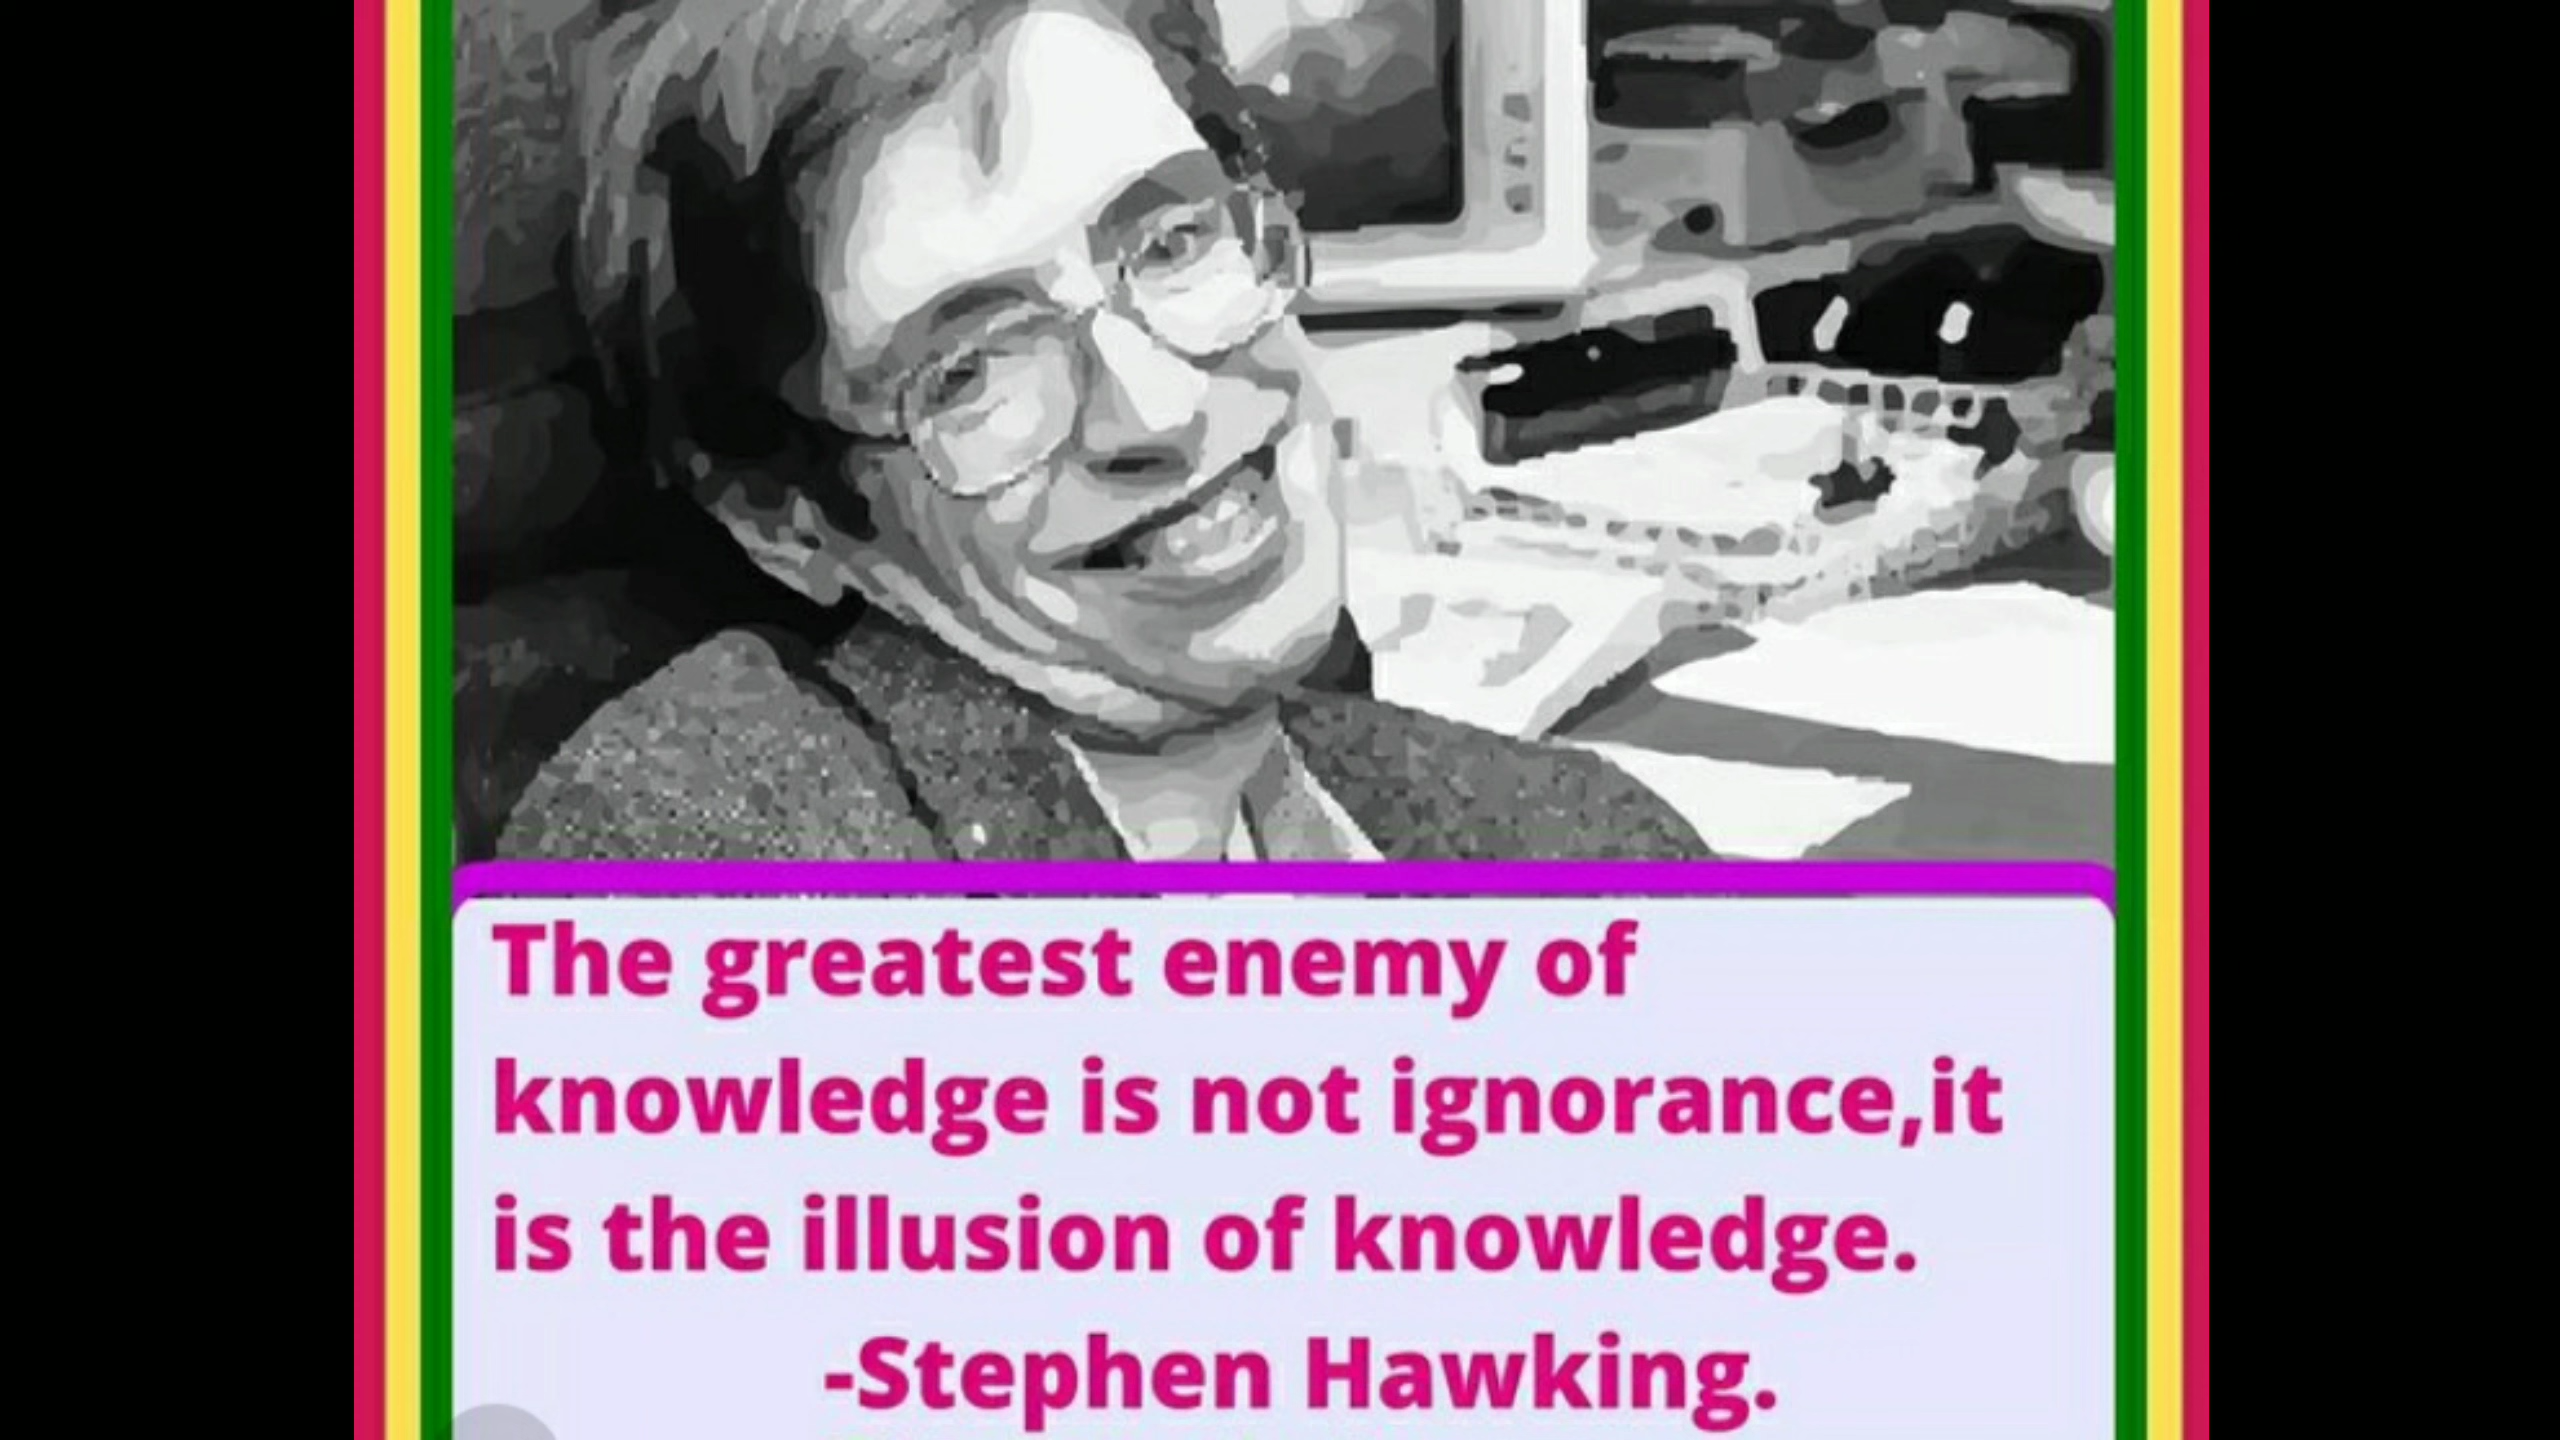 The greatest enemy of
knowledge is not ignorance,it
is the illusion of knowledge.
-Stephen Hawking.